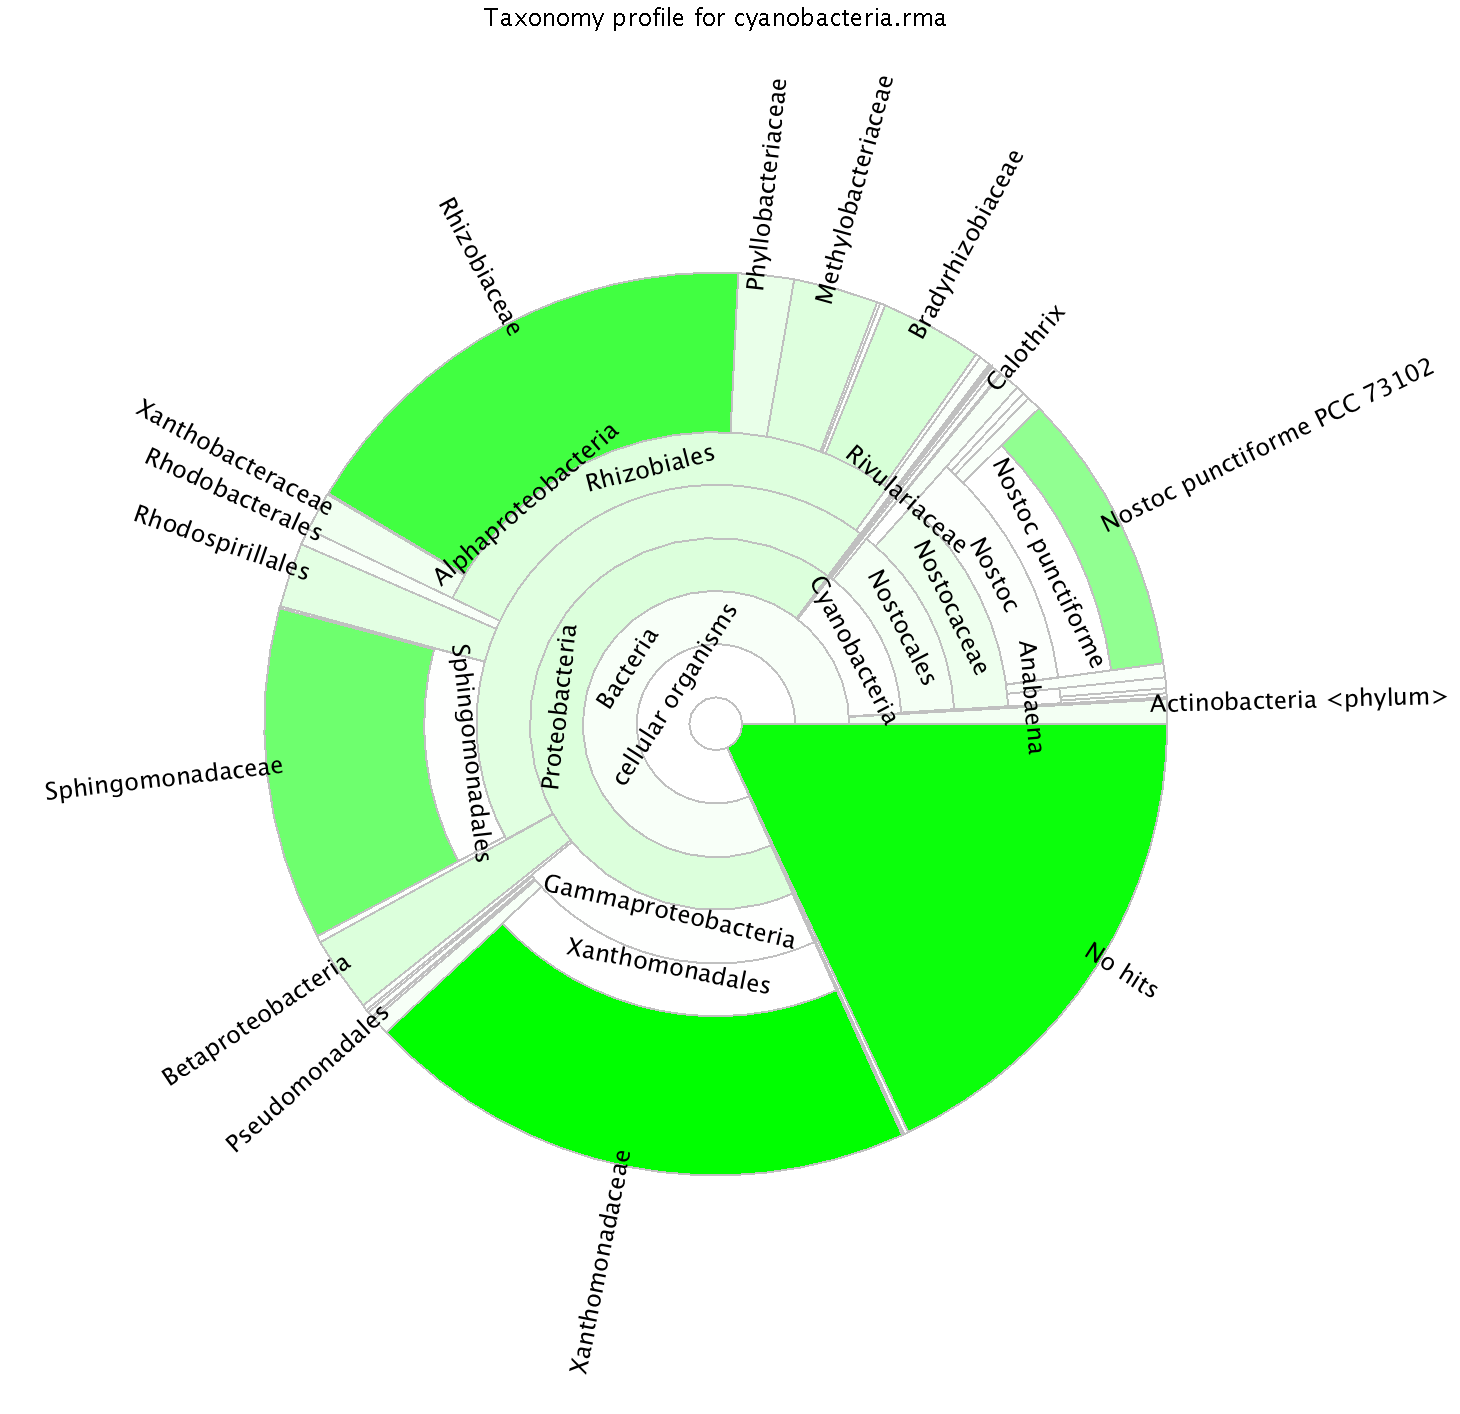 Taxonomy profile for cyanobacteria.rma
Phyllobacteriaceae
Methylobacteriaceae
Bradyrhizobiaceae
Rhizobiaceae
Calothrix
Nostoc punctiforme PCC 73102
Xanthobacteraceae
Rhodobacterales
Rhodospirillales
Alphaproteobacteria
Rhizobiales
Rivulariaceae
Nostoc punctiforme
Nostoc
Nostocaceae
Nostocales
Cyanobacteria
Anabaena
Actinobacteria <phylum>
Proteobacteria
Bacteria
cellular organisms
Sphingomonadales
Sphingomonadaceae
Gammaproteobacteria
Xanthomonadales
No hits
Betaproteobacteria
Pseudomonadales
Xanthomonadaceae